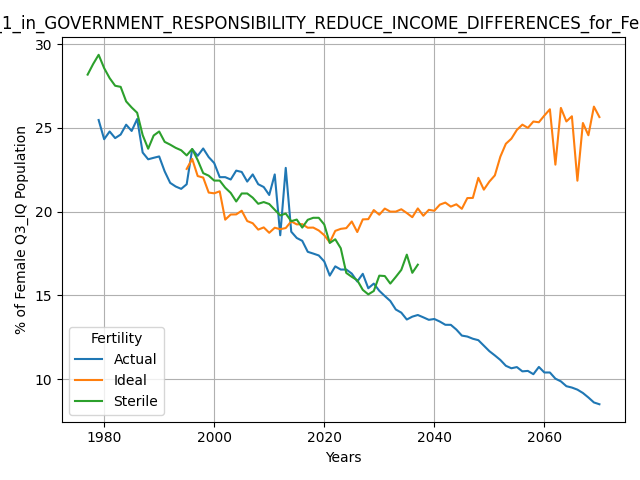 _1_in_GOVERNMENT_RESPONSIBILITY_REDUCE_INCOME_DIFFERENCES_for_Fe
% of Female Q3_IQ Population
30
25
20
15
10
Fertility
Actual
Ideal
Sterile
1980 2000 2020 2040 2060
Years